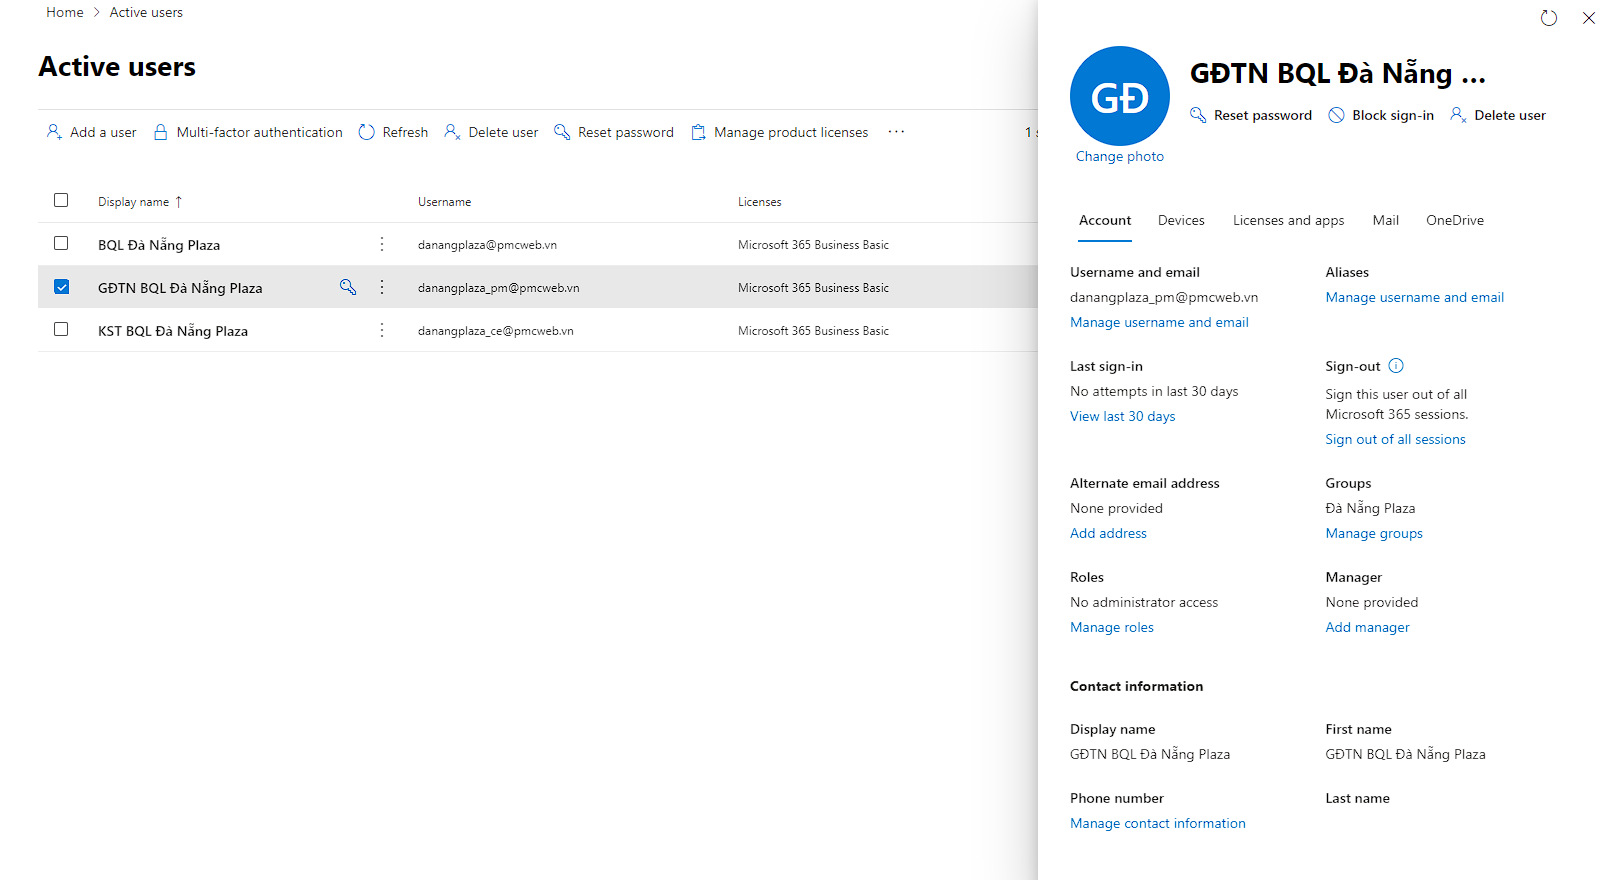 Home > Active users
Active users
Add a user Multi-factor authentication Refresh Delete user Reset password Manage product licenses ...
1
Display name ↑ Username Licenses
BQL Đà Nẵng Plaza danangplaza@pmcweb.vn Microsoft 365 Business Basic
GĐTN BQL Đà Nẵng Plaza danangplaza_pm@pmcweb.vn Microsoft 365 Business Basic
KST BQL Đà Nẵng Plaza danangplaza_ce@pmcweb.vn Microsoft 365 Business Basic
GĐ
Change photo
GĐTN BQL Đà Nẵng ...
Reset password Block sign-in Delete user
Account Devices Licenses and apps Mail OneDrive
Username and email
danangplaza_pm@pmcweb.vn
Manage username and email
Aliases
Manage username and email
Last sign-in
No attempts in last 30 days
View last 30 days
Sign-out
Sign this user out of all
Microsoft 365 sessions.
Sign out of all sessions
Alternate email address
None provided
Add address
Groups
Đà Nẵng Plaza
Manage groups
Roles
No administrator access
Manage roles
Manager
None provided
Add manager
Contact information
Display name
GĐTN BQL Đà Nẵng Plaza
First name
GĐTN BQL Đà Nẵng Plaza
Phone number
Manage contact information
Last name